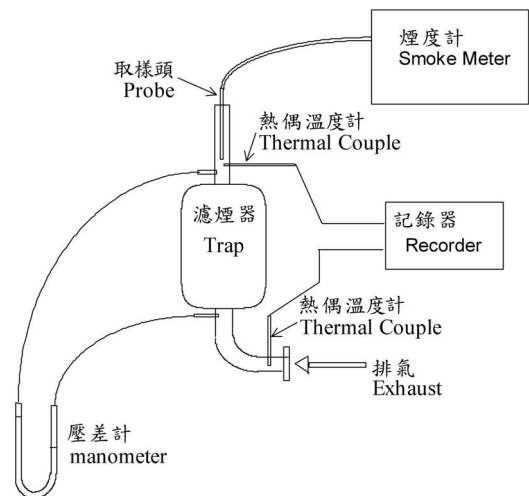 煙度計
Smoke Meter
取樣頭
Probe
熱偶溫度計
Thermal Couple
濾煙器
Trap
記錄器
Recorder
熱偶溫度計
Thermal Couple
排氣
Exhaust
壓差計
manometer